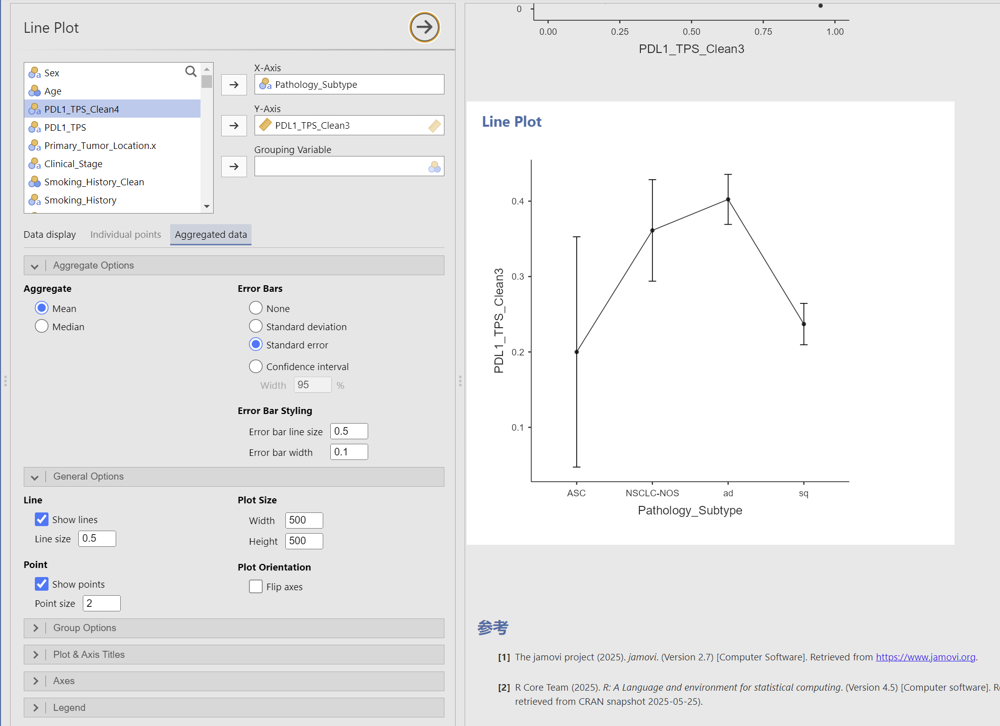 Line Plot
Sex
Age
PDL1_TPS_Clean4
PDL1_TPS
Primary_Tumor_Location.x
Clinical_Stage
Smoking_History_Clean
Smoking_History
X-Axis
Pathology_Subtype
Y-Axis
PDL1_TPS_Clean3
Grouping Variable
Data display Individual points Aggregated data
Aggregate Options
Aggregate
Mean
Median
Error Bars
None
Standard deviation
Standard error
Confidence interval
Width 95 %
Error Bar Styling
Error bar line size 0.5
Error bar width 0.1
General Options
Line
Show lines
Line size 0.5
Point
Show points
Point size 2
Plot Size
Width 500
Height 500
Plot Orientation
Flip axes
Group Options
Plot & Axis Titles
Axes
Legend
0
0.00 0.25 0.50 0.75 1.00
PDL1_TPS_Clean3
Line Plot
PDL1_TPS_Clean3
0.4
0.3
0.2
0.1
ASC NSCLC-NOS ad sq
Pathology_Subtype
参考
[1] The jamovi project (2025). jamovi. (Version 2.7) [Computer Software]. Retrieved from https://www.jamovi.org.
[2] R Core Team (2025). R: A Language and environment for statistical computing. (Version 4.5) [Computer software].
retrieved from CRAN snapshot 2025-05-25).